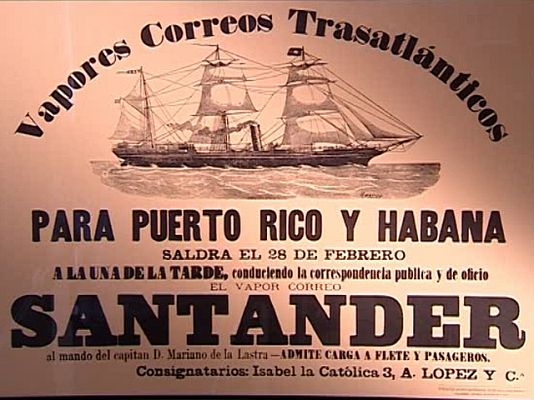 Vapores Correos Trasatlánticos
PARA PUERTO RICO Y HABANA
SALDRA EL 28 DE FEBRERO
A LA UNA DE LA TARDE, conduciendo la correspondencia publica y de oficio
EL VAPOR CORREO
SANTANDER
al mando del capitan D. Mariano de la Lastra—ADMITE CARGA A FLETE Y PASAGEROS.
Consignatarios: Isabel la Católica 3, A. LOPEZ Y C.ᴬ